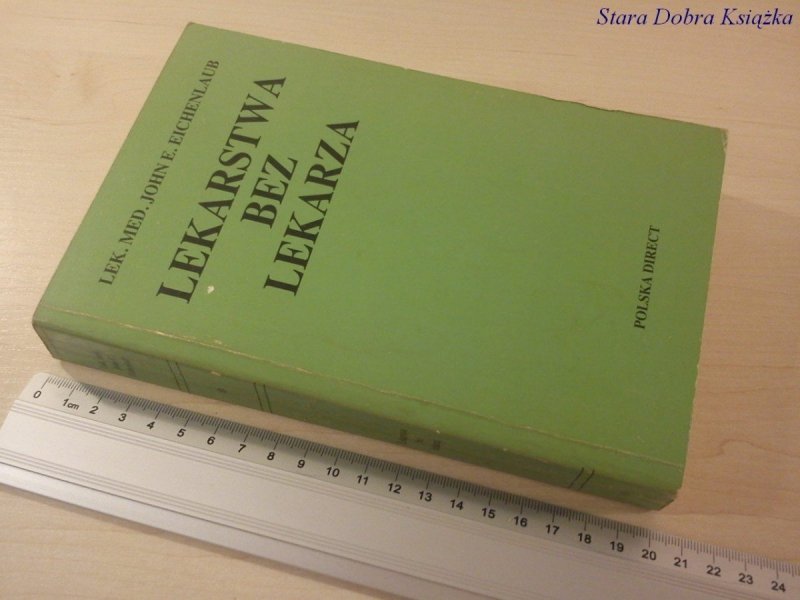 Stara Dobra Książka
LEK. MED. JOHN E. EICHENLAUB
LEKARSTWA
BEZ
LEKARZA
POLSKA DIRECT
0 1cm 2 3 4 5 6 7 8 9 10 11 12 13 14 15 16 17 18 19 20 21 22 23 24